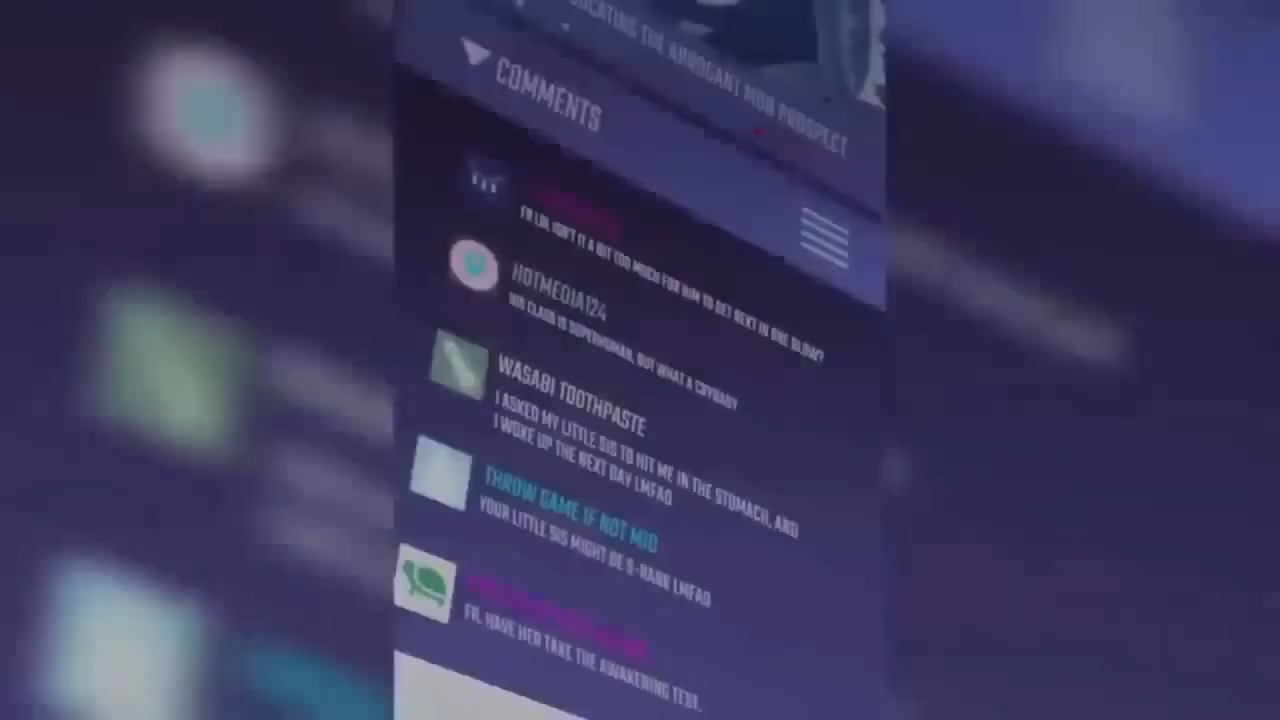 THE ARROGANT MOB PROSPECT
COMMENTS
FR LOL ISN'T IT A BIT TOO MUCH FOR HIM TO GET REKT IN ONE BLOW?
HOTMEDIA124
HIS CLASS IS SUPERHUMAN, BUT WHAT A CRYBABY
WASABI TOOTHPASTE
I ASKED MY LITTLE SIS TO HIT ME IN THE STOMACH, AND
I WOKE UP THE NEXT DAY LMFAO
THROW GAME IF NOT MID
YOUR LITTLE SIS MIGHT BE S-RANK LMFAO
FR. HAVE HER TAKE THE AWAKENING TEST.